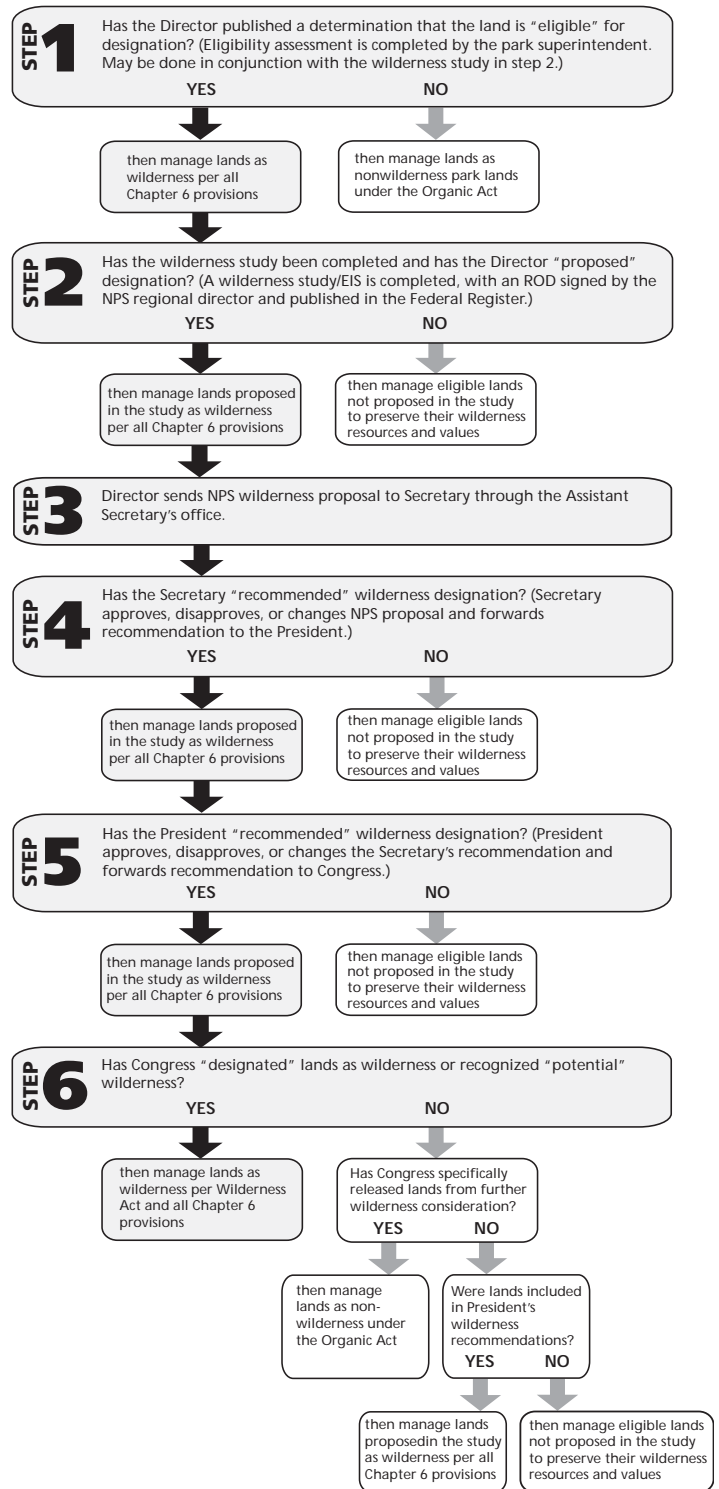 STEP 1
Has the Director published a determination that the land is “eligible” for
designation? (Eligibility assessment is completed by the park superintendent.
May be done in conjunction with the wilderness study in step 2.)
YES NO
then manage lands as
wilderness per all
Chapter 6 provisions
then manage lands as
nonwilderness park lands
under the Organic Act
STEP 2
Has the wilderness study been completed and has the Director “proposed”
designation? (A wilderness study/EIS is completed, with an ROD signed by the
NPS regional director and published in the Federal Register.)
YES NO
then manage lands proposed
in the study as wilderness
per all Chapter 6 provisions
then manage eligible lands
not proposed in the study
to preserve their wilderness
resources and values
STEP 3
Director sends NPS wilderness proposal to Secretary through the Assistant
Secretary’s office.
STEP 4
Has the Secretary “recommended” wilderness designation? (Secretary
approves, disapproves, or changes NPS proposal and forwards
recommendation to the President.)
YES NO
then manage lands proposed
in the study as wilderness
per all Chapter 6 provisions
then manage eligible lands
not proposed in the study
to preserve their wilderness
resources and values
STEP 5
Has the President “recommended” wilderness designation? (President
approves, disapproves, or changes the Secretary’s recommendation and
forwards recommendation to Congress.)
YES NO
then manage lands proposed
in the study as wilderness
per all Chapter 6 provisions
then manage eligible lands
not proposed in the study
to preserve their wilderness
resources and values
STEP 6
Has Congress “designated” lands as wilderness or recognized “potential”
wilderness?
YES NO
then manage lands as
wilderness per Wilderness
Act and all Chapter 6
provisions
Has Congress specifically
released lands from further
wilderness consideration?
YES NO
then manage
lands as non-
wilderness under
the Organic Act
Were lands included
in President’s
wilderness
recommendations?
YES NO
then manage lands
proposedin the study
as wilderness per all
Chapter 6 provisions
then manage eligible lands
not proposed in the study
to preserve their wilderness
resources and values